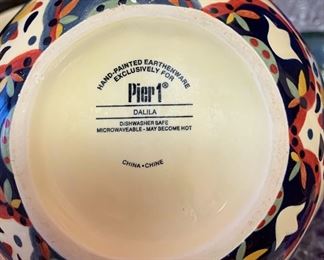 HAND-PAINTED EARTHENWARE
EXCLUSIVELY FOR
Pier 1®
DALILA
DISHWASHER SAFE
MICROWAVEABLE - MAY BECOME HOT
CHINA • CHINE